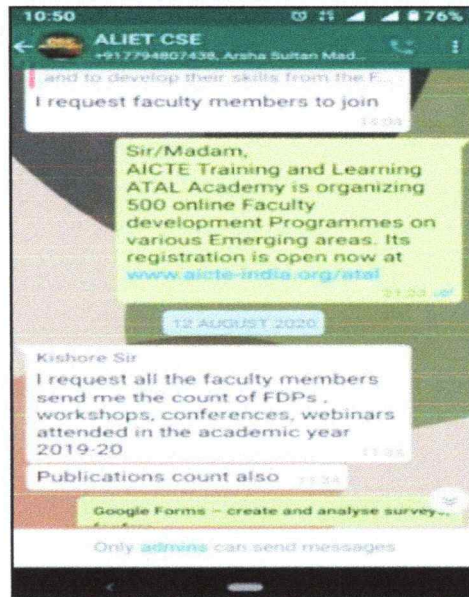 10:50
76%
ALIET CSE
+917794807438, Arsha Sultan Mad...
and to develop their skills from the F...
I request faculty members to join
Sir/Madam,
AICTE Training and Learning
ATAL Academy is organizing
500 online Faculty
development Programmes on
various Emerging areas. Its
registration is open now at
www.aicte-india.org/atal
12 AUGUST 2020
Kishore Sir
I request all the faculty members
send me the count of FDPs ,
workshops, conferences, webinars
attended in the academic year
2019-20
Publications count also
Google Forms – create and analyse surveys,
Only admins can send messages